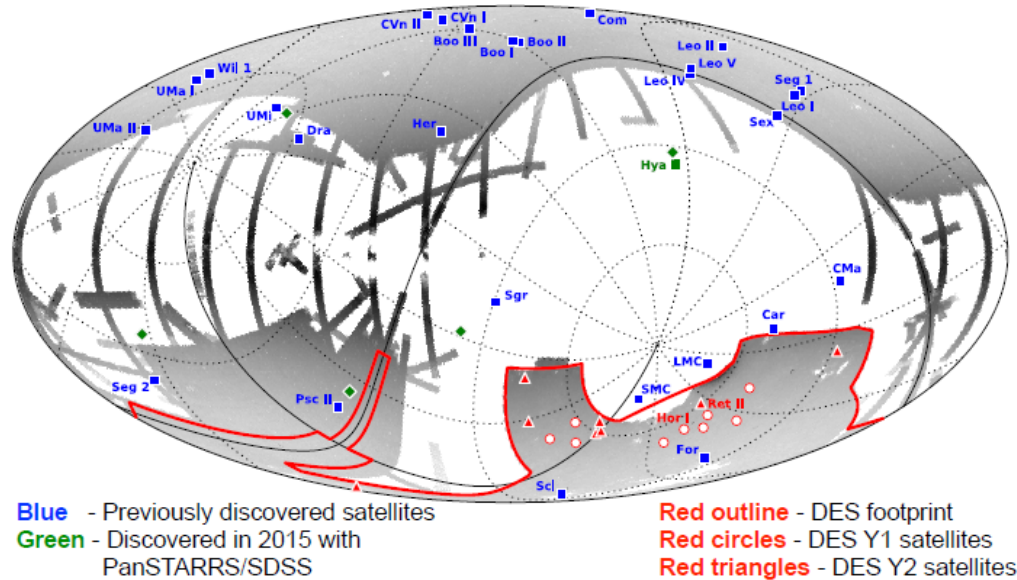 CVn II
CVn I
Com
Boo III
Boo I
Boo II
Leo II
Leo V
Leo IV
Wil 1
UMa I
Seg 1
Leo I
UMi
Sex
UMa II
Dra
Her
Hya
CMa
Sgr
Car
LMC
Seg 2
SMC
Psc II
Ret II
Hor I
For
Scl
Blue - Previously discovered satellites
Green - Discovered in 2015 with
PanSTARRS/SDSS
Red outline - DES footprint
Red circles - DES Y1 satellites
Red triangles - DES Y2 satellites